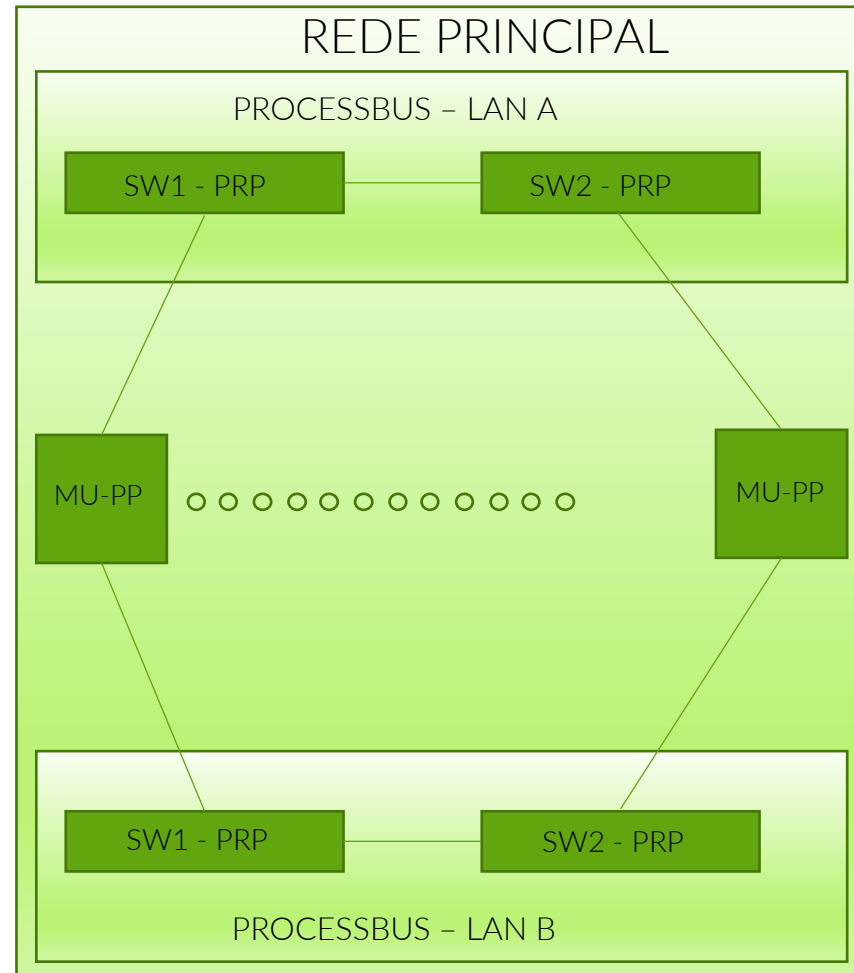 REDE PRINCIPAL
PROCESSBUS – LAN A
SW1 - PRP
SW2 - PRP
MU-PP
MU-PP
SW1 - PRP
SW2 - PRP
PROCESSBUS – LAN B